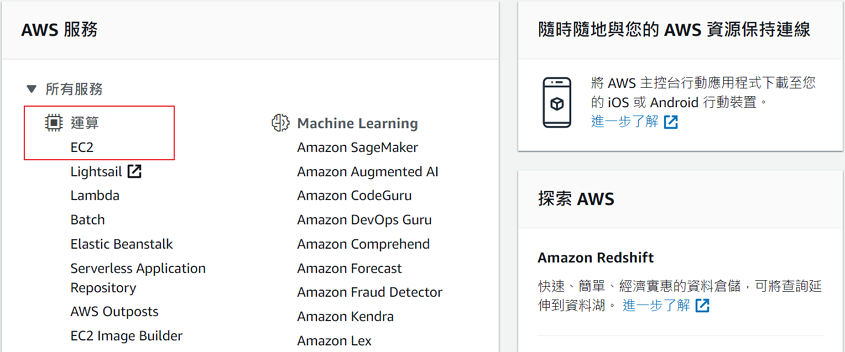 AWS 服務
所有服務
運算
EC2
Lightsail
Lambda
Batch
Elastic Beanstalk
Serverless Application
Repository
AWS Outposts
EC2 Image Builder
Machine Learning
Amazon SageMaker
Amazon Augmented AI
Amazon CodeGuru
Amazon DevOps Guru
Amazon Comprehend
Amazon Forecast
Amazon Fraud Detector
Amazon Kendra
Amazon Lex
隨時隨地與您的 AWS 資源保持連線
將 AWS 主控台行動應用程式下載至您
的 iOS 或 Android 行動裝置。
進一步了解
探索 AWS
Amazon Redshift
快速、簡單、經濟實惠的資料倉儲，可將查詢延
伸到資料湖。 進一步了解